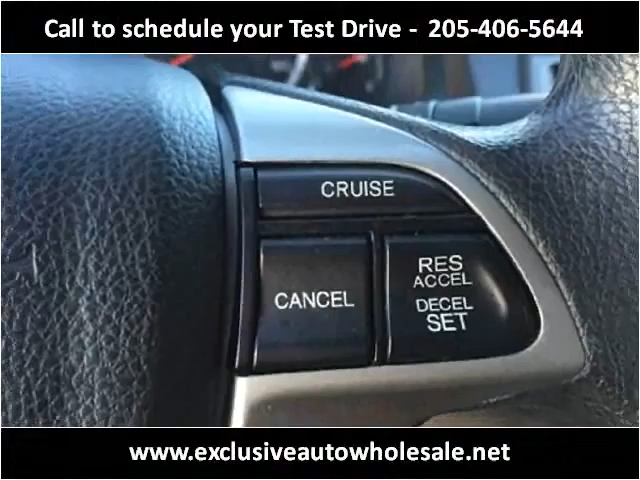 Call to schedule your Test Drive - 205-406-5644
CRUISE
CANCEL
RES
ACCEL
DECEL
SET
www.exclusiveautowholesale.net